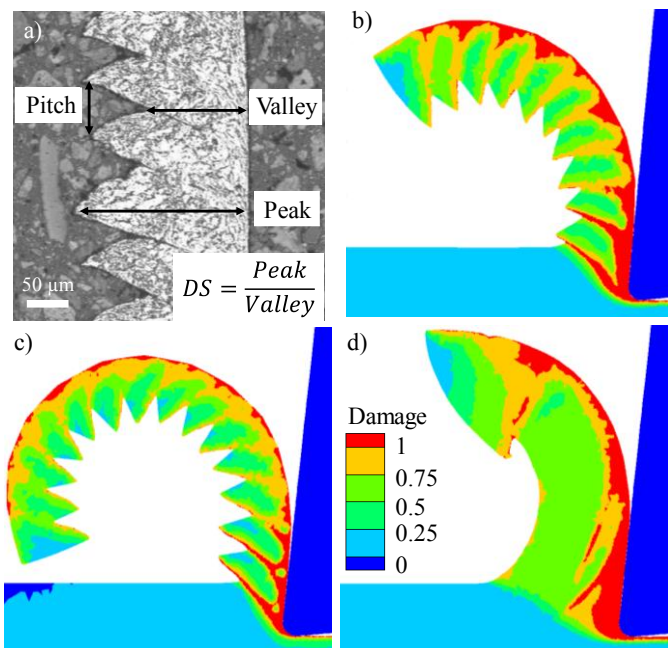 a)
Pitch
Valley
Peak
50 μm
DS = Peak / Valley
b)
c)
d)
Damage
1
0.75
0.5
0.25
0